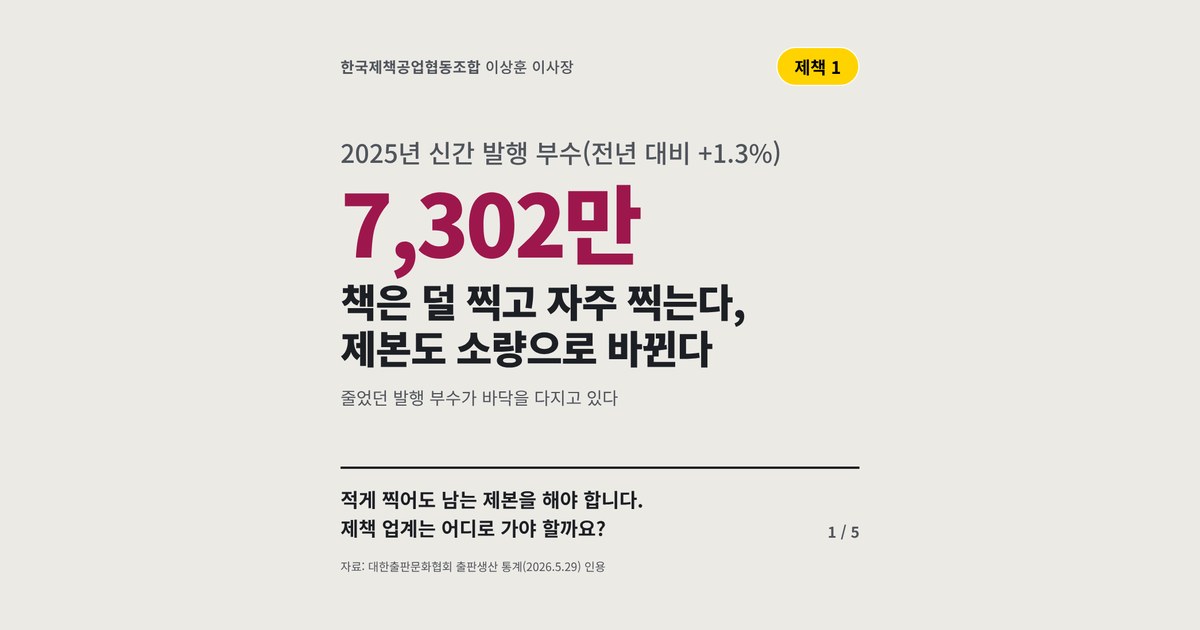 한국제책공업협동조합 이상훈 이사장
제책 1
2025년 신간 발행 부수(전년 대비 +1.3%)
7,302만
책은 덜 찍고 자주 찍는다,
제본도 소량으로 바뀐다
줄었던 발행 부수가 바닥을 다지고 있다
적게 찍어도 남는 제본을 해야 합니다.
제책 업계는 어디로 가야 할까요?
1 / 5
자료: 대한출판문화협회 출판생산 통계(2026.5.29) 인용